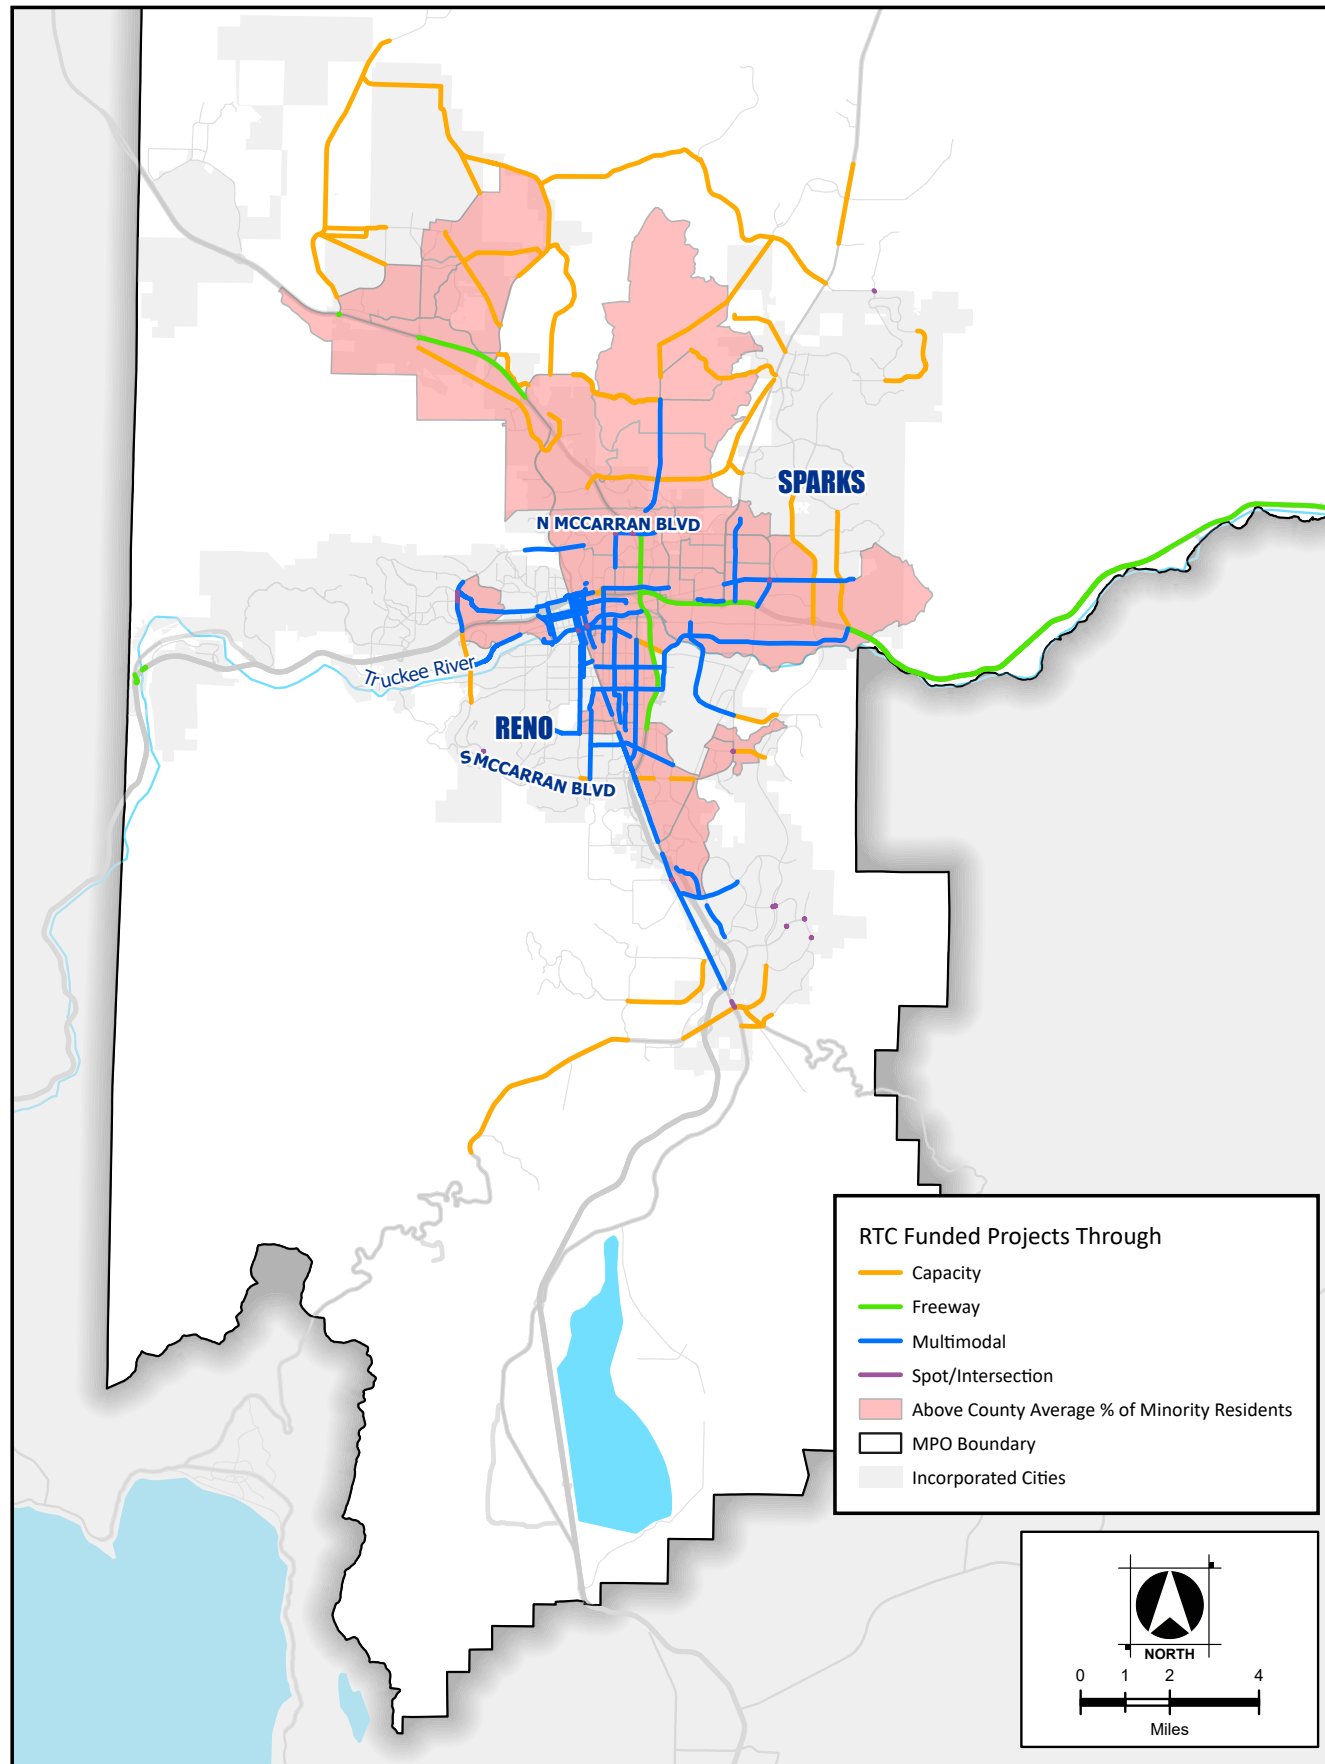 SPARKS
N MCCARRAN BLVD
Truckee River
RENO
S MCCARRAN BLVD
RTC Funded Projects Through
Capacity
Freeway
Multimodal
Spot/Intersection
Above County Average % of Minority Residents
MPO Boundary
Incorporated Cities
NORTH
0 1 2 4
Miles